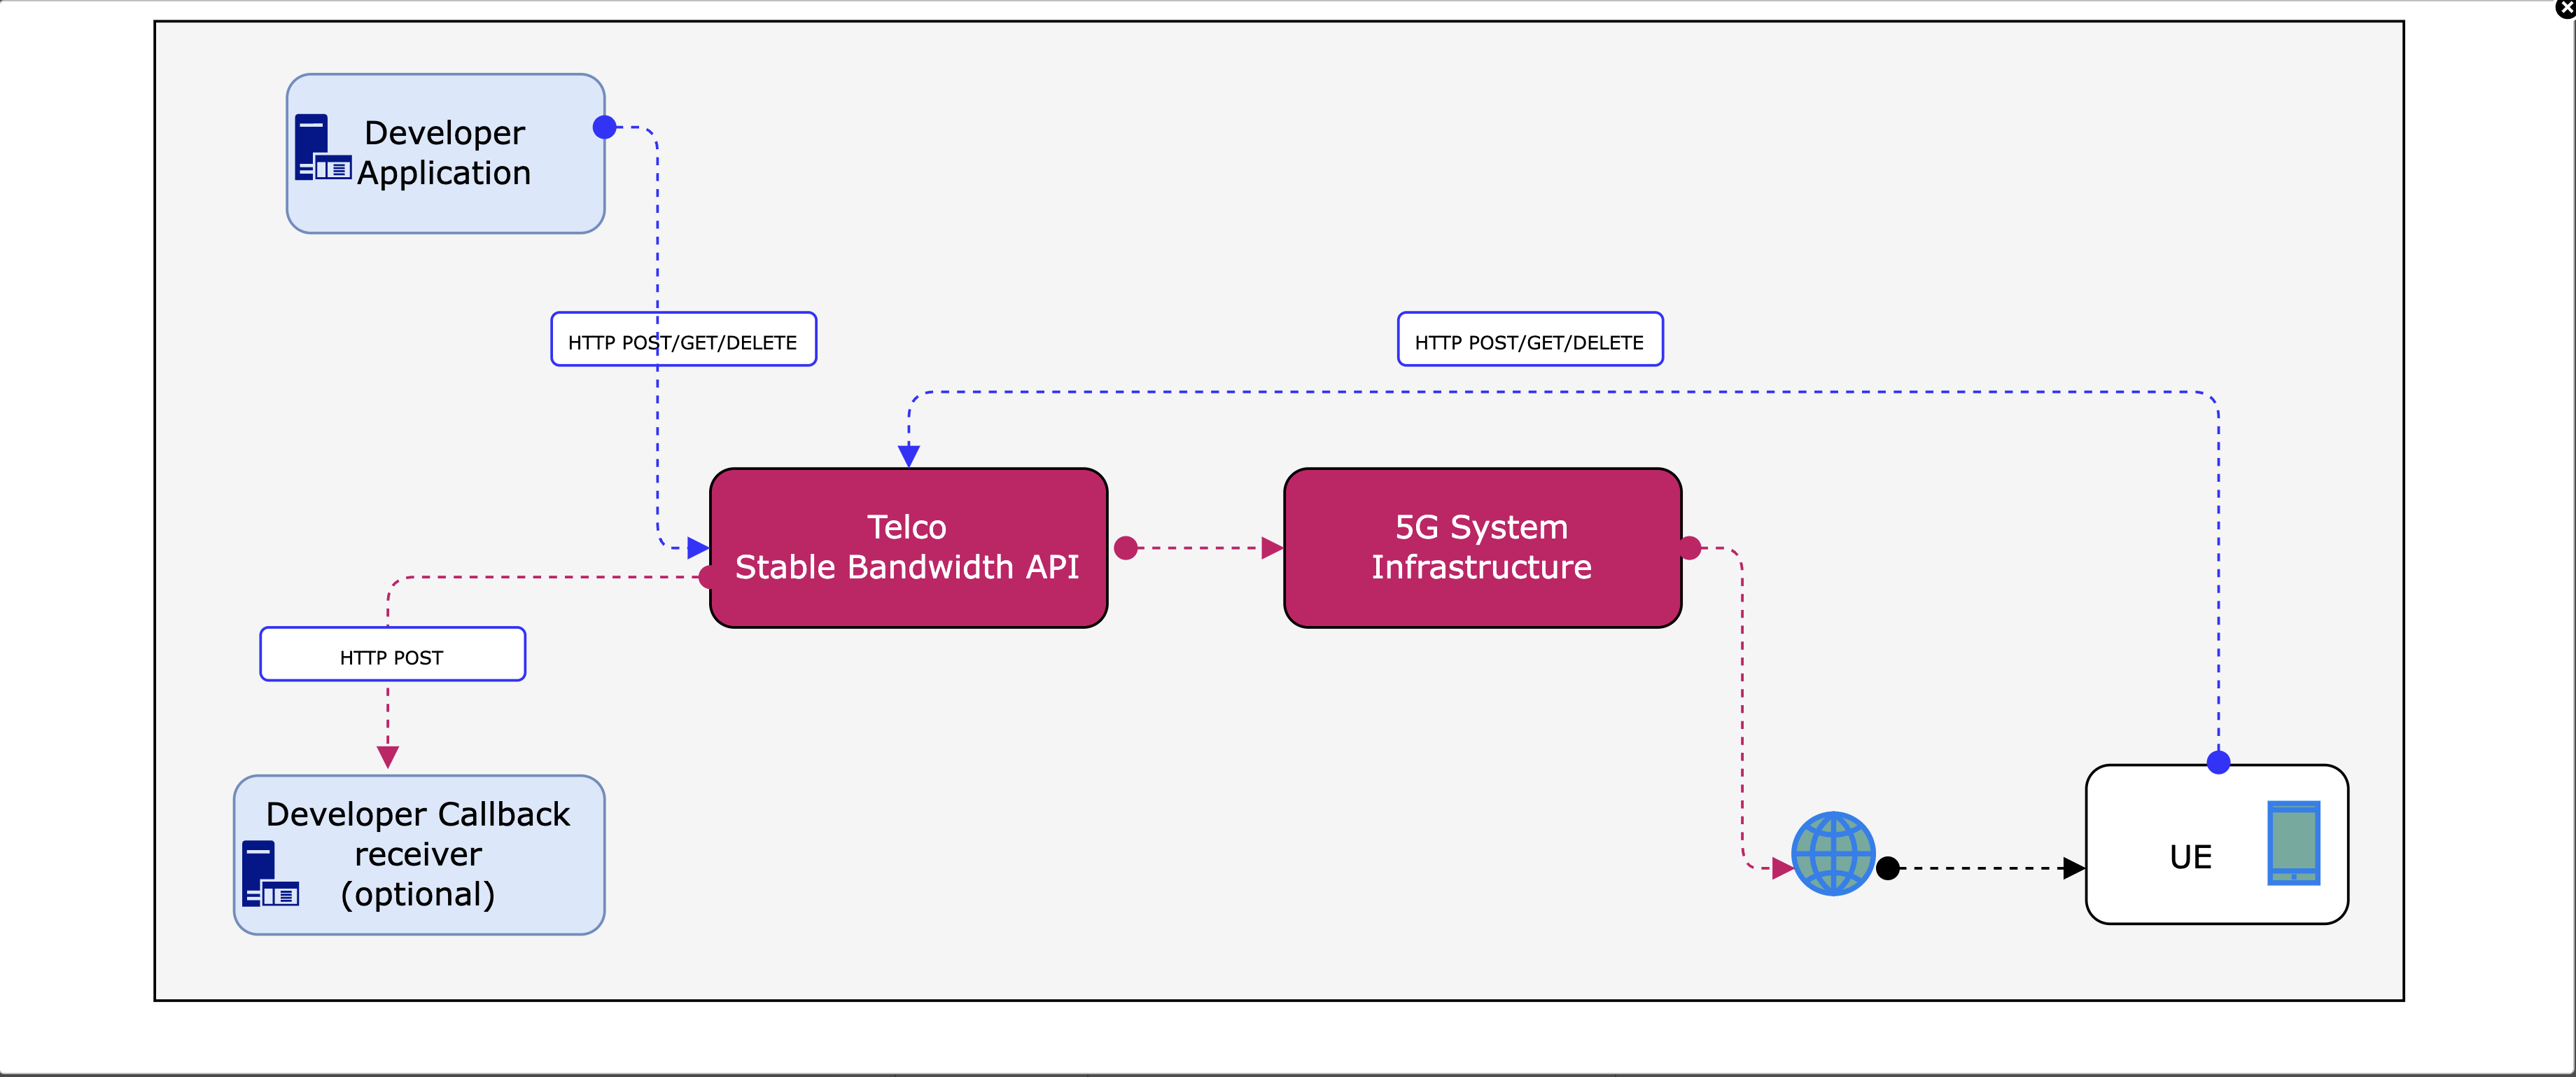 Developer
Application
HTTP POST/GET/DELETE
HTTP POST/GET/DELETE
Telco
Stable Bandwidth API
5G System
Infrastructure
HTTP POST
Developer Callback
receiver
(optional)
UE